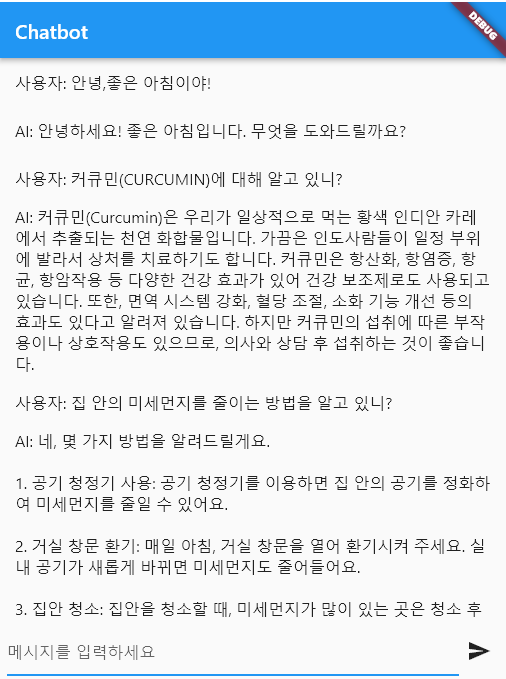 Chatbot
DEBUG
사용자: 안녕,좋은 아침이야!
AI: 안녕하세요! 좋은 아침입니다. 무엇을 도와드릴까요?
사용자: 커큐민(CURCUMIN)에 대해 알고 있니?
AI: 커큐민(Curcumin)은 우리가 일상적으로 먹는 황색 인디안 카레
에서 추출되는 천연 화합물입니다. 가끔은 인도사람들이 일정 부위
에 발라서 상처를 치료하기도 합니다. 커큐민은 항산화, 항염증, 항
균, 항암작용 등 다양한 건강 효과가 있어 건강 보조제로도 사용되고
있습니다. 또한, 면역 시스템 강화, 혈당 조절, 소화 기능 개선 등의
효과도 있다고 알려져 있습니다. 하지만 커큐민의 섭취에 따른 부작
용이나 상호작용도 있으므로, 의사와 상담 후 섭취하는 것이 좋습니
다.
사용자: 집 안의 미세먼지를 줄이는 방법을 알고 있니?
AI: 네, 몇 가지 방법을 알려드릴게요.
1. 공기 청정기 사용: 공기 청정기를 이용하면 집 안의 공기를 정화하
여 미세먼지를 줄일 수 있어요.
2. 거실 창문 환기: 매일 아침, 거실 창문을 열어 환기시켜 주세요. 실
내 공기가 새롭게 바뀌면 미세먼지도 줄어들어요.
3. 집안 청소: 집안을 청소할 때, 미세먼지가 많이 있는 곳은 청소 후
메시지를 입력하세요